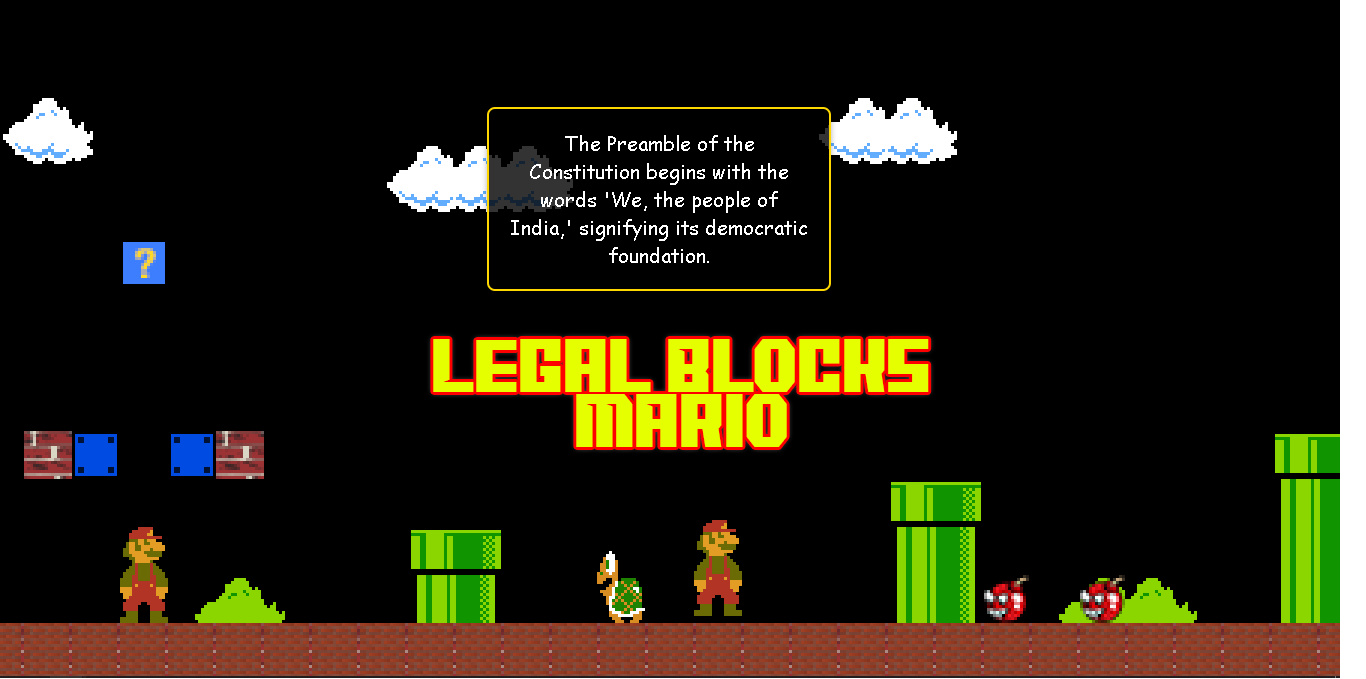 The Preamble of the
Constitution begins with the
words 'We, the people of
India,' signifying its democratic
foundation.
?
LEGAL BLOCKS
MARIO